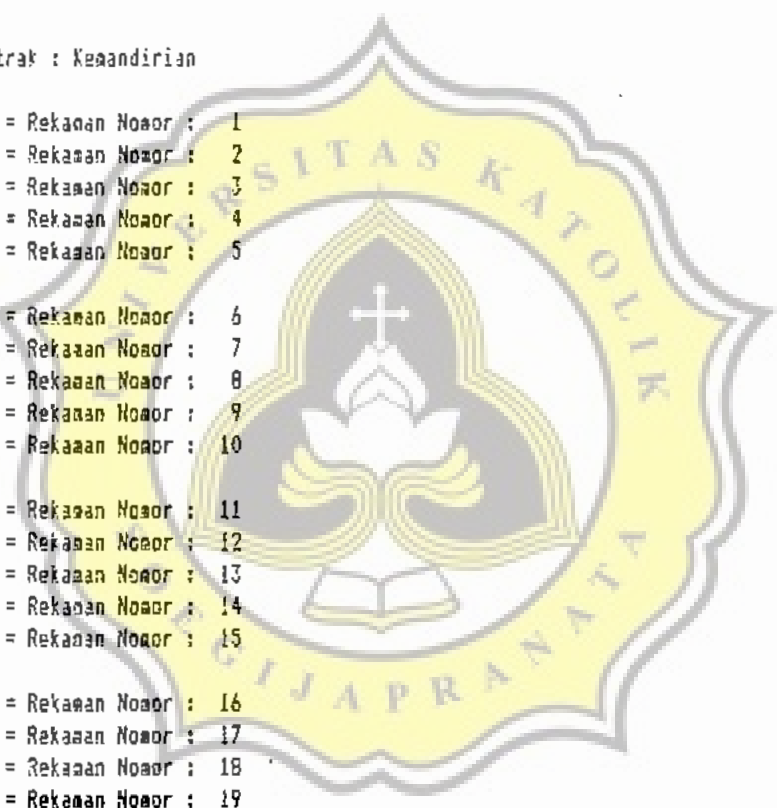 trak : Kemandirian
= Rekaman Nomor : 1
= Rekaman Nomor : 2
= Rekaman Nomor : 3
= Rekaman Nomor : 4
= Rekaman Nomor : 5
= Rekaman Nomor : 6
= Rekaman Nomor : 7
= Rekaman Nomor : 8
= Rekaman Nomor : 9
= Rekaman Nomor : 10
= Rekaman Nomor : 11
= Rekaman Nomor : 12
= Rekaman Nomor : 13
= Rekaman Nomor : 14
= Rekaman Nomor : 15
= Rekaman Nomor : 16
= Rekaman Nomor : 17
= Rekaman Nomor : 18
= Rekaman Nomor : 19
UNIVERSITAS KATOLIK
SOEGIJAPRANATA